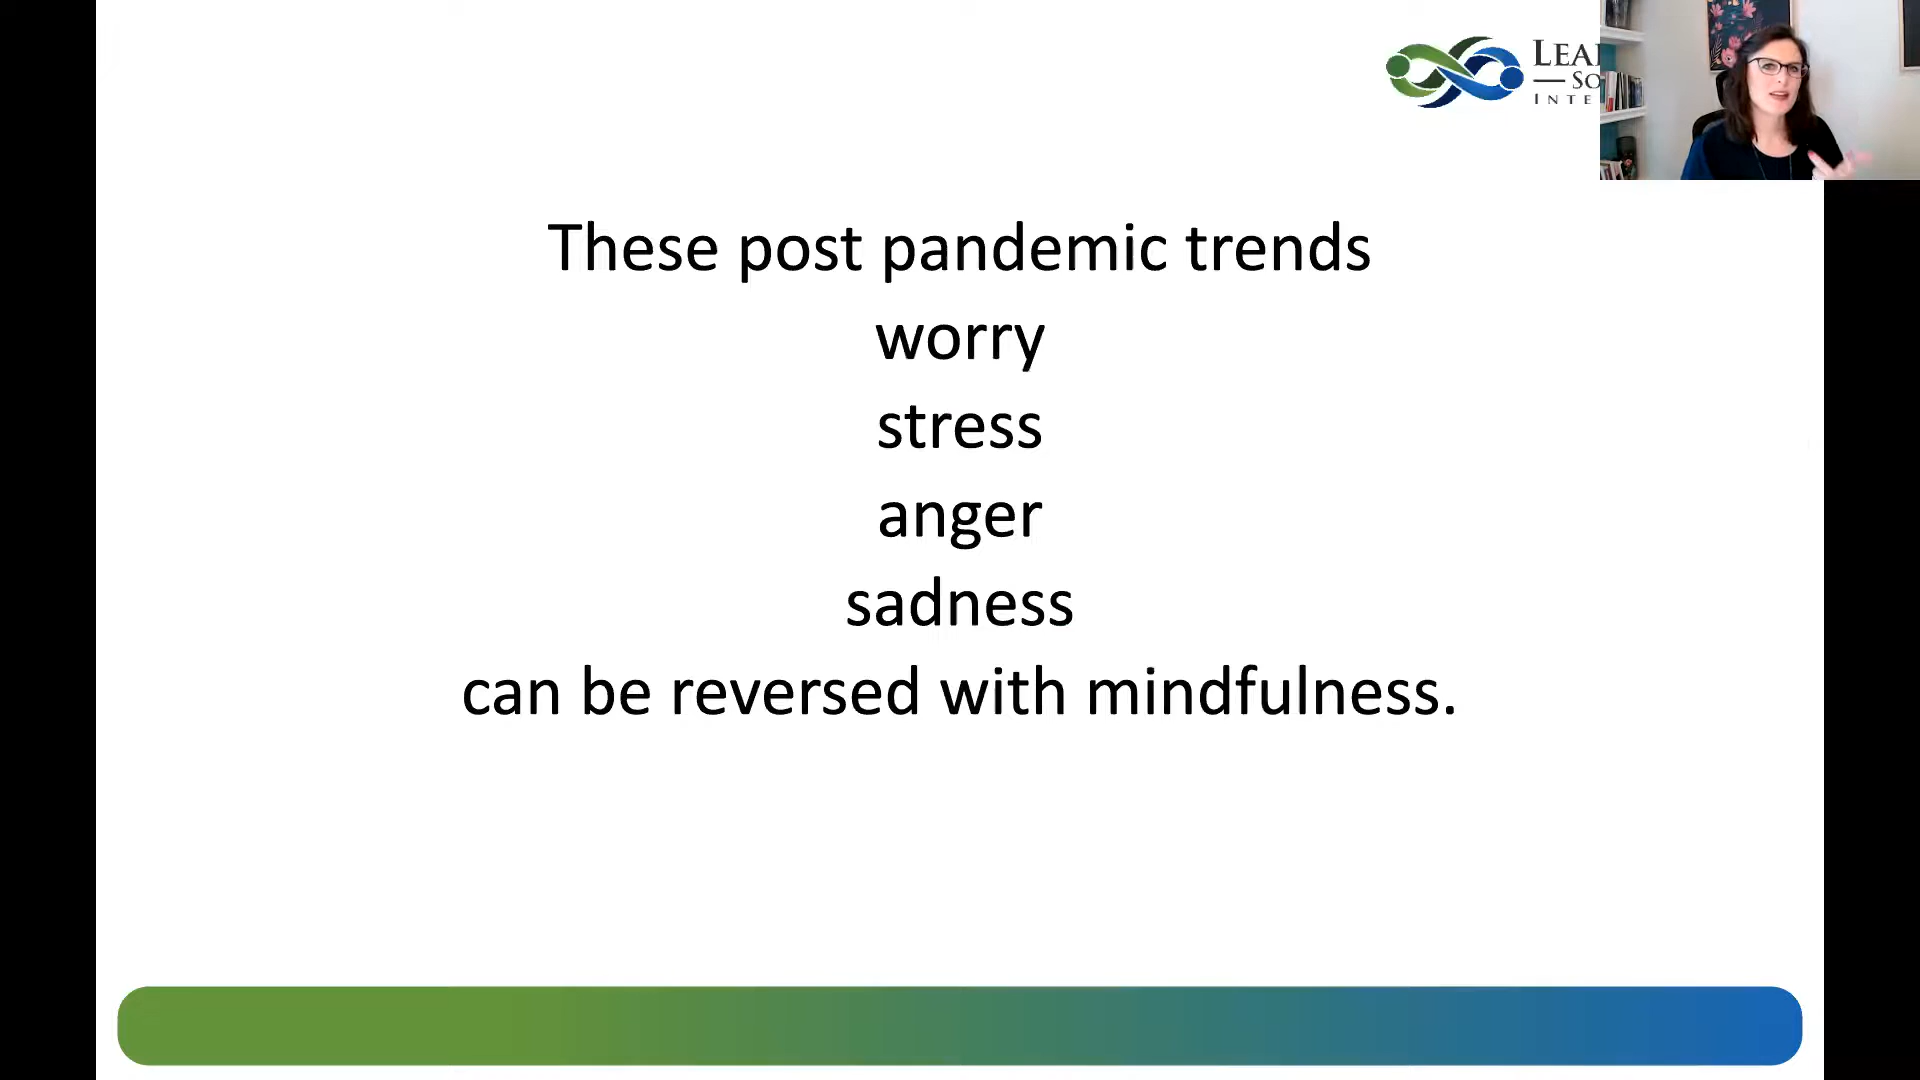 These post pandemic trends
worry
stress
anger
sadness
can be reversed with mindfulness.